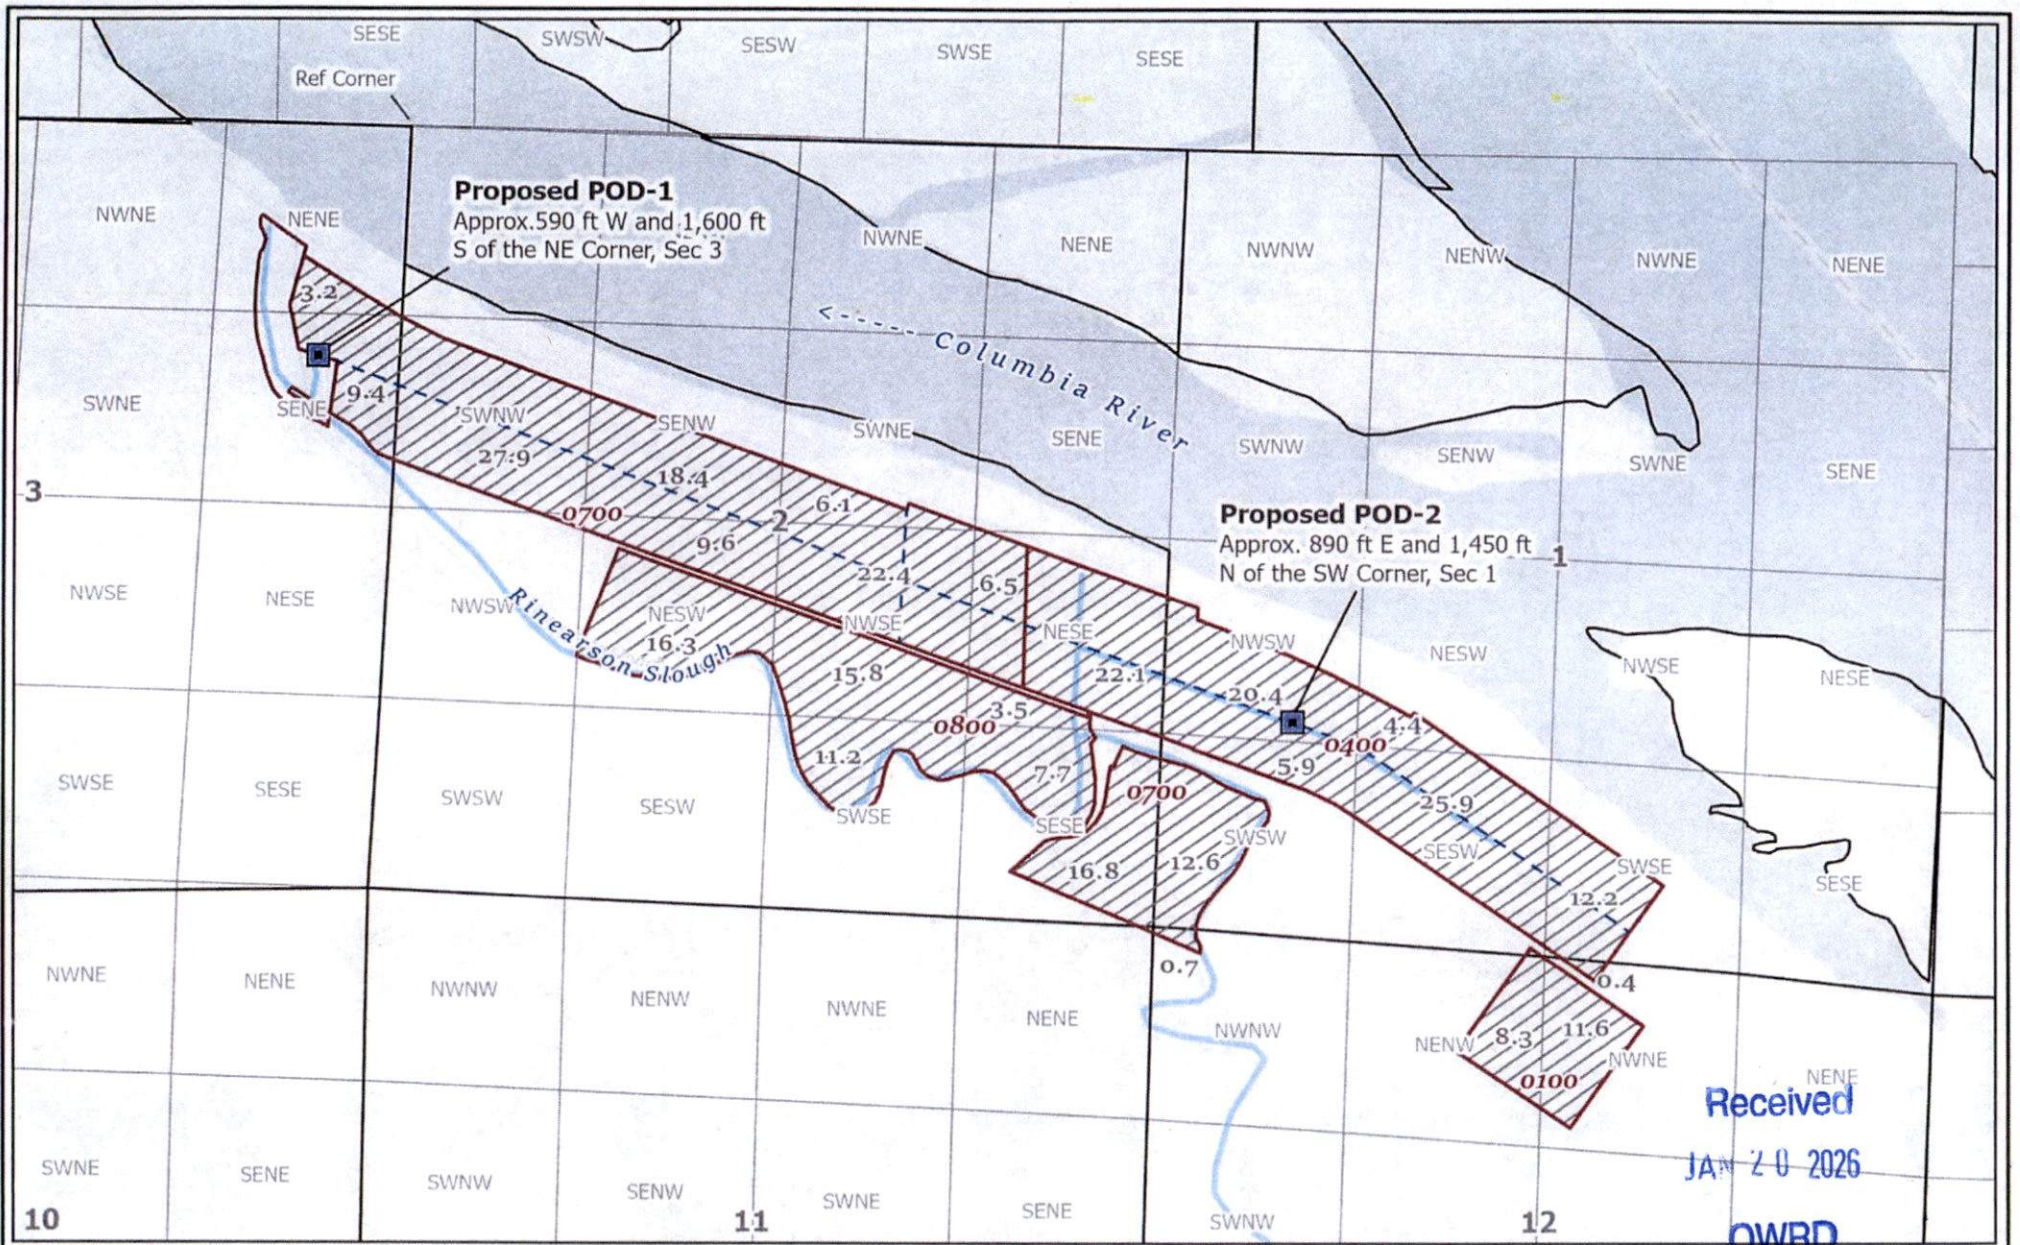 SESE
SWSW
SESW
SWSE
SESE
Ref Corner
Proposed POD-1
Approx.590 ft W and 1,600 ft
S of the NE Corner, Sec 3
NWNE
NENE
NWNE
NENE
NWNW
NENW
NWNE
NENE
3.2
<------ Columbia River
SWNE
SENE
9.4
SWNW
SENW
SWNE
SENE
SWNW
SENW
SWNE
SENE
27.9
18.4
6.1
3
0700
2
9.6
22.4
6.5
Proposed POD-2
Approx. 890 ft E and 1,450 ft
N of the SW Corner, Sec 1
1
NWSE
NESE
NWSW
Rinearson Slough
NESW
16.3
NWSE
NESE
NWSW
NESW
NWSE
NESE
15.8
22.1
20.4
3.5
0800
4.4
0400
5.9
11.2
7.7
0700
25.9
SWSE
SESE
SWSW
SESW
SWSE
SESE
SWSW
SESW
SWSE
SESE
16.8
12.6
12.2
0.7
0.4
NWNE
NENE
NWNW
NENW
NWNE
NENE
NWNW
NENW
8.3
11.6
NWNE
0100
NENE
Received
JAN 20 2026
OWRD
SWNE
SENE
SWNW
SENW
SWNE
SENE
SWNW
10
11
12